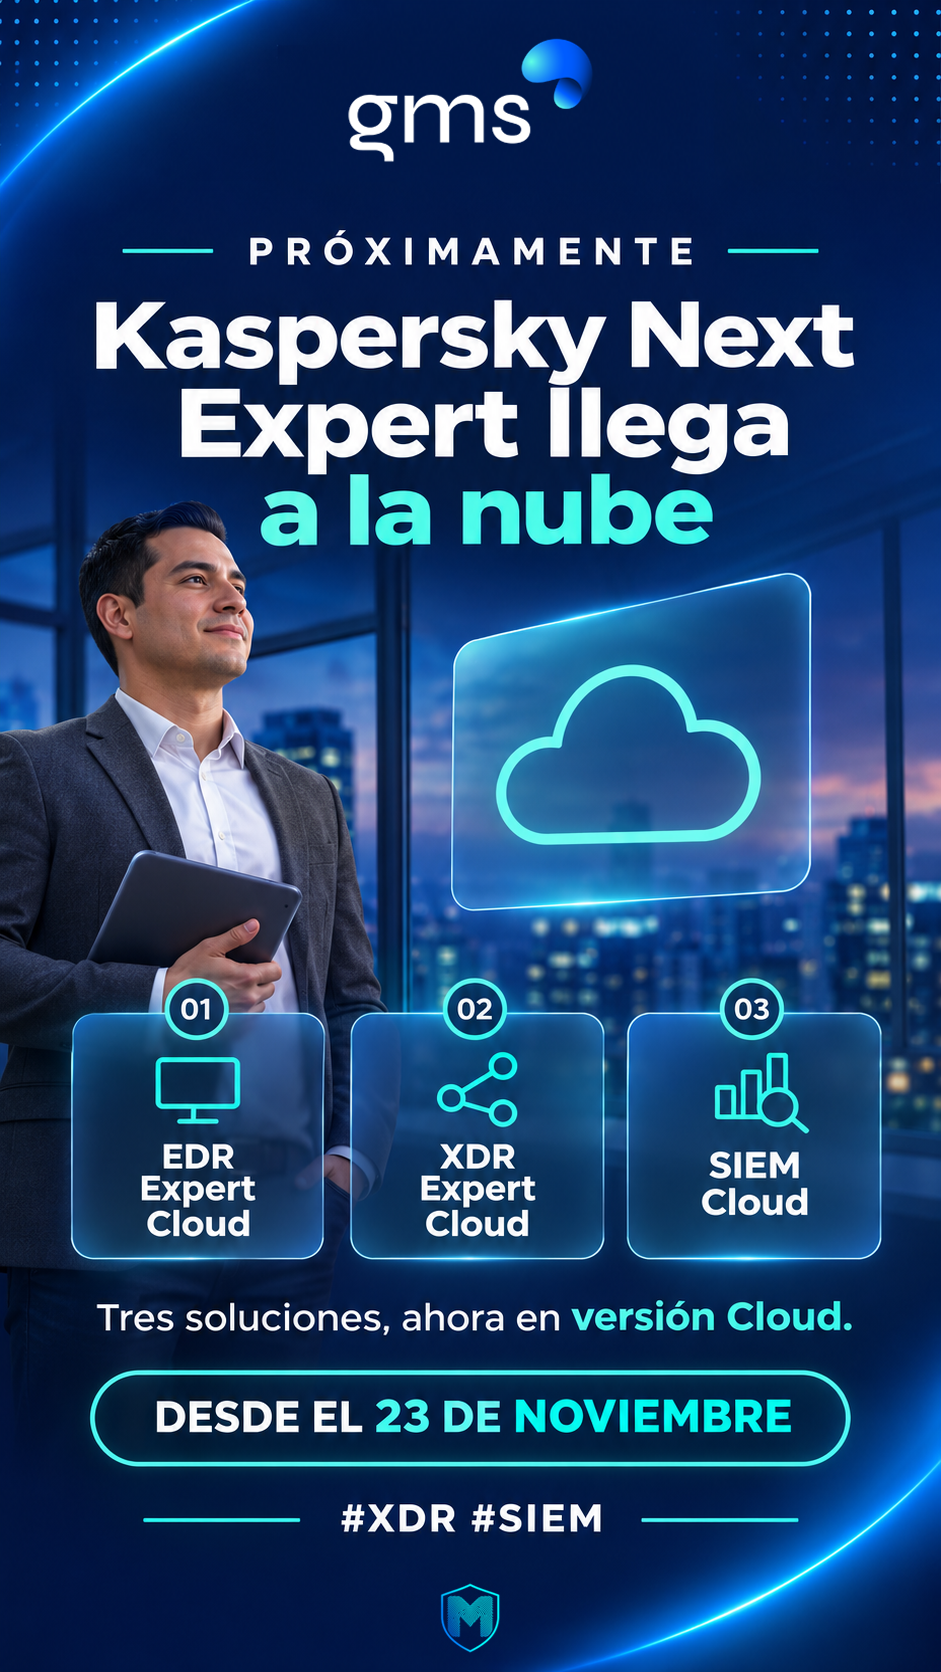 gms
PRÓXIMAMENTE
Kaspersky Next
Expert llega
a la nube
01
EDR
Expert
Cloud
02
XDR
Expert
Cloud
03
SIEM
Cloud
Tres soluciones, ahora en versión Cloud.
DESDE EL 23 DE NOVIEMBRE
#XDR #SIEM
M